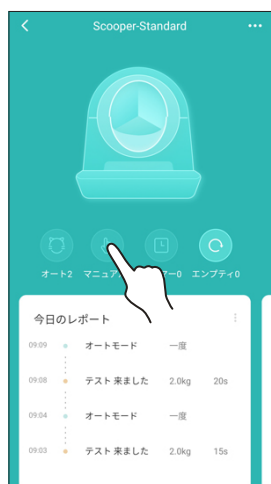 Scooper-Standard
オート2 マニュア ー0 エンプティ0
今日のレポート
09:09 オートモード 一度
09:08 テスト 来ました 2.0kg 20s
09:04 オートモード 一度
09:03 テスト 来ました 2.0kg 15s